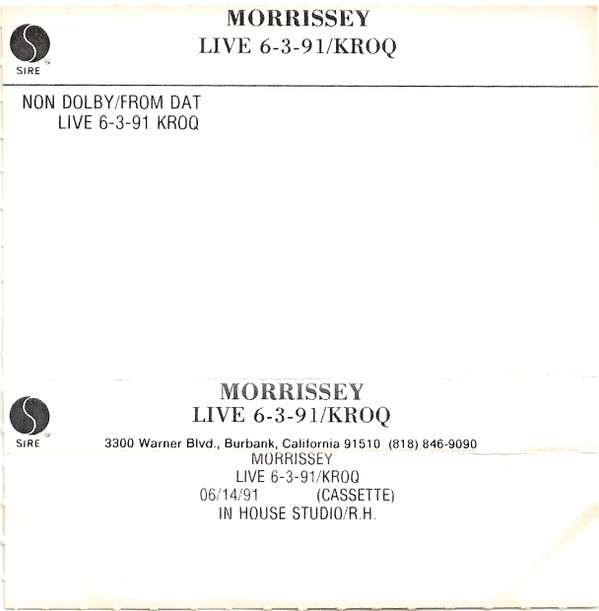 MORRISSEY
LIVE 6-3-91/KROQ
SIRE
NON DOLBY/FROM DAT
LIVE 6-3-91 KROQ
MORRISSEY
LIVE 6-3-91/KROQ
SIRE
3300 Warner Blvd., Burbank, California 91510 (818) 846-9090
MORRISSEY
LIVE 6-3-91/KROQ
06/14/91 (CASSETTE)
IN HOUSE STUDIO/R.H.